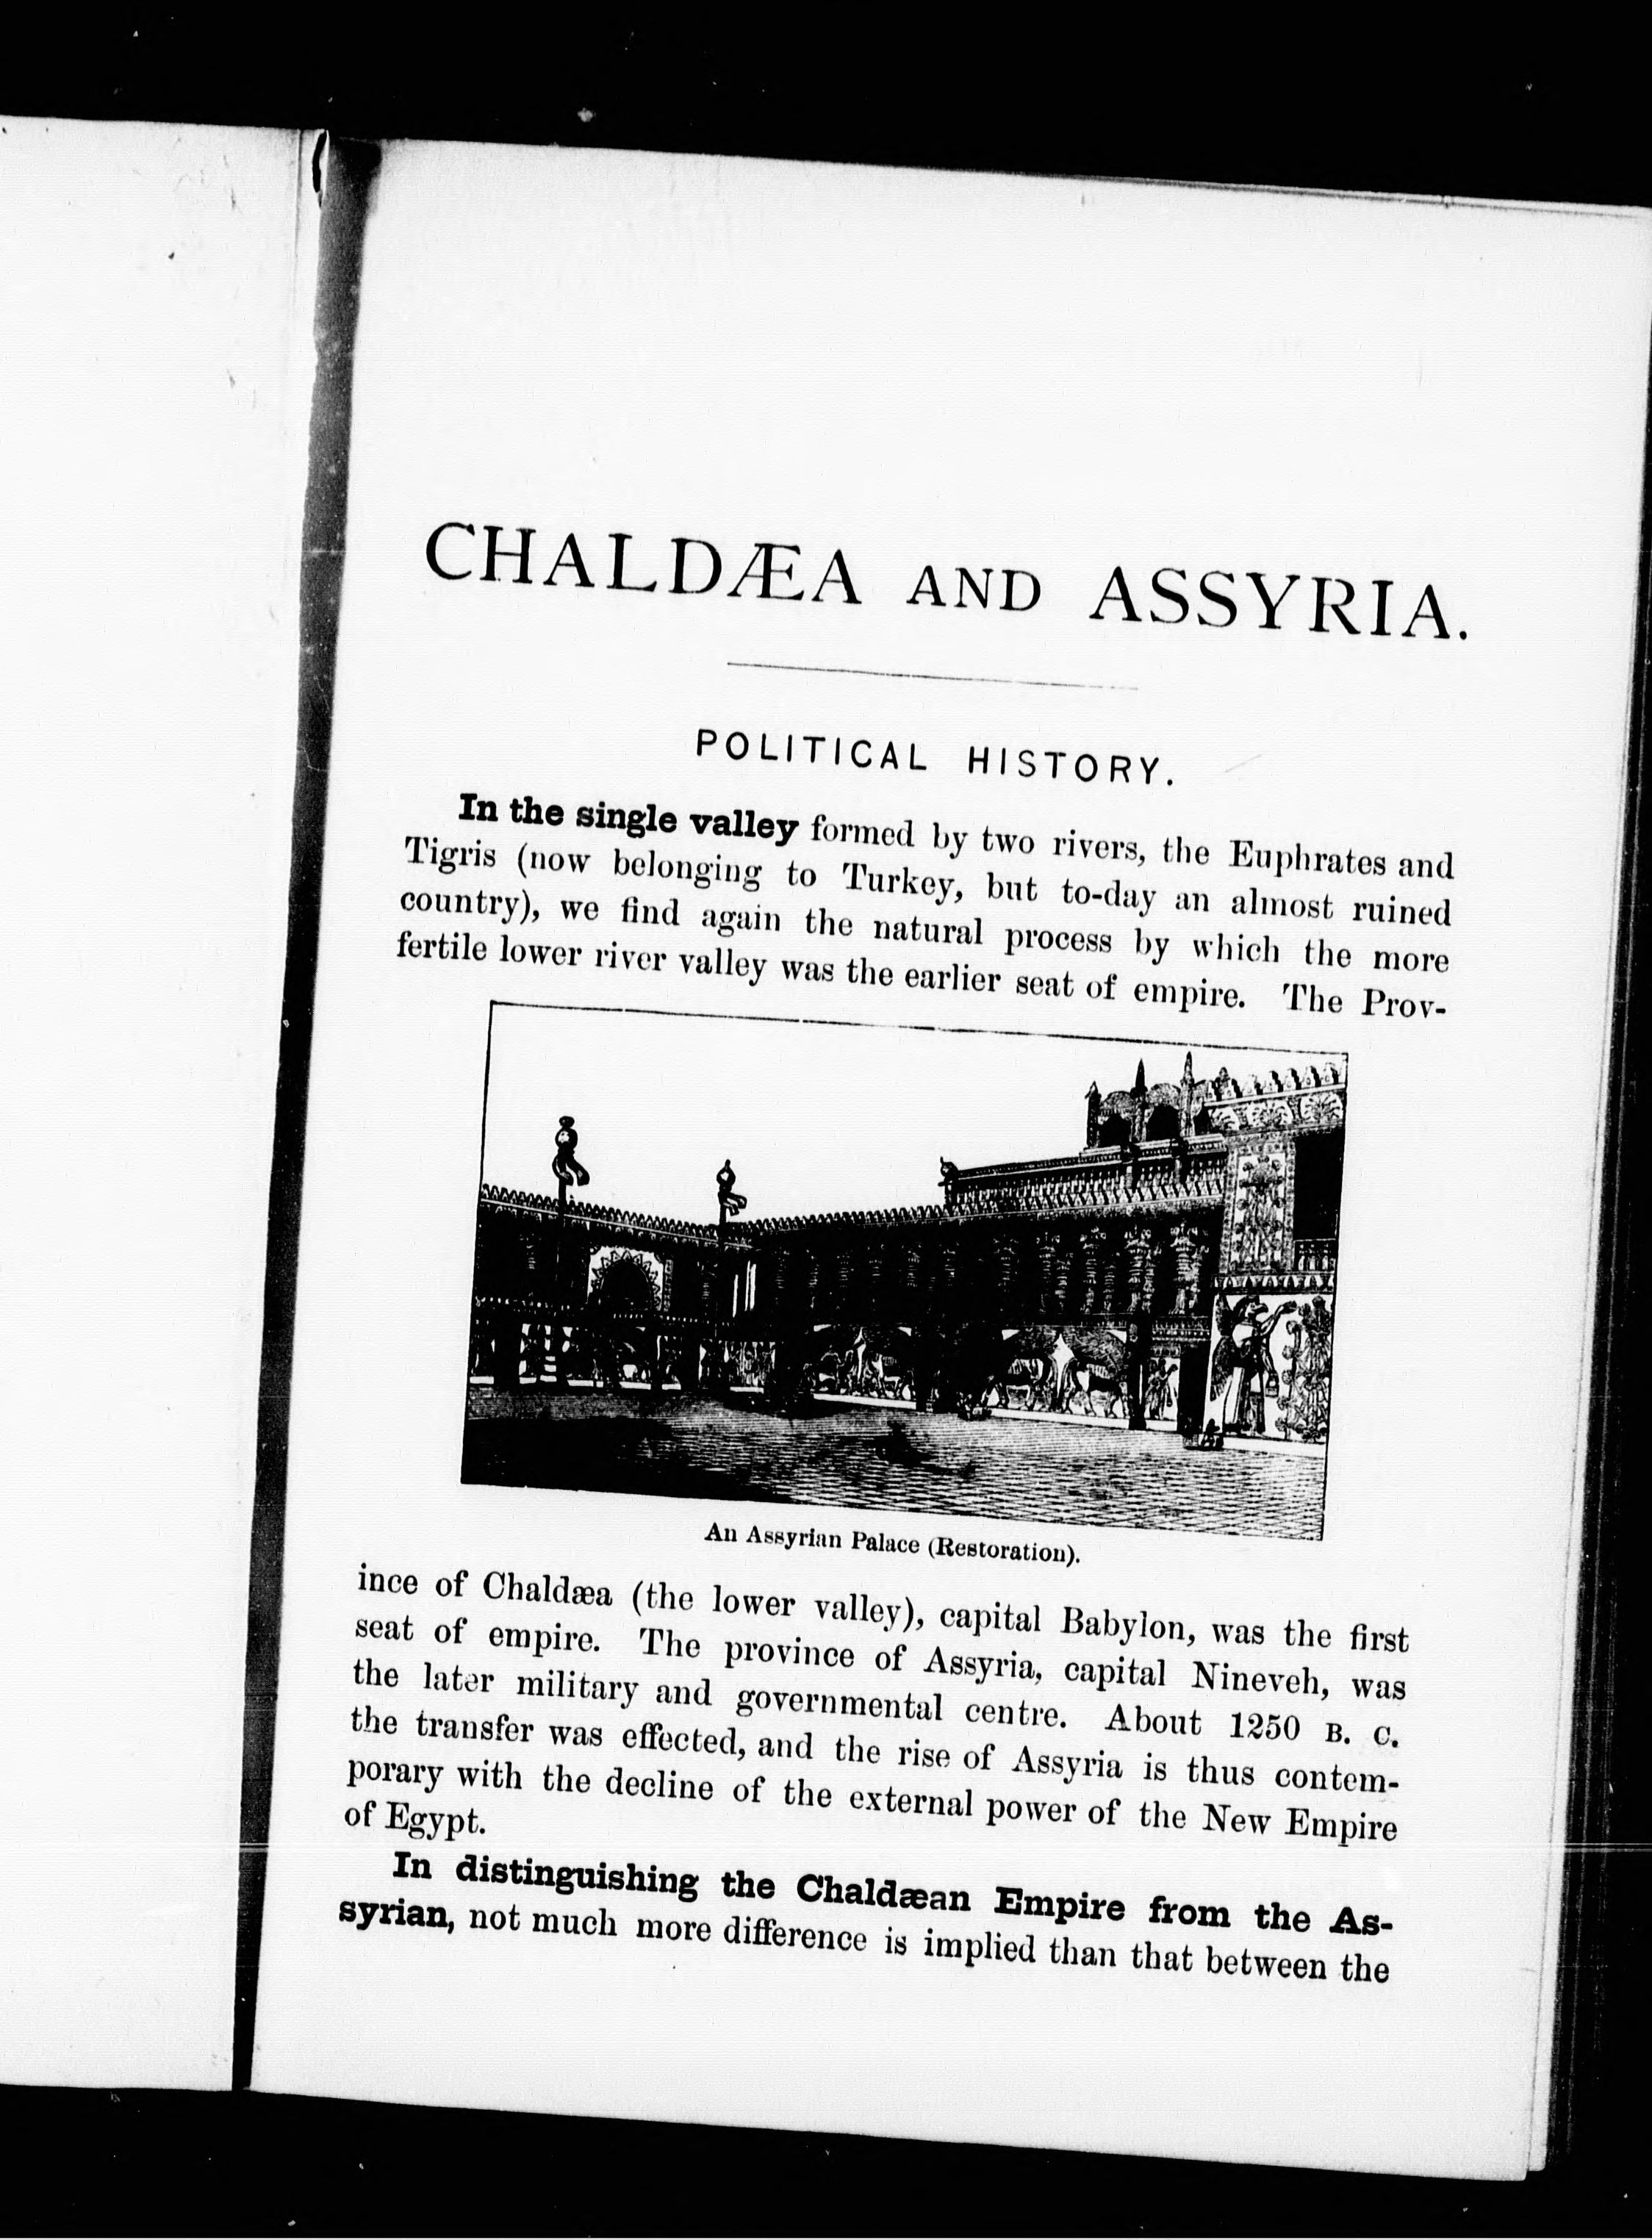 CHALDÆA AND ASSYRIA.
POLITICAL HISTORY.
In the single valley formed by two rivers, the Euphrates and
Tigris (now belonging to Turkey, but to-day an almost ruined
country), we find again the natural process by which the more
fertile lower river valley was the earlier seat of empire. The Prov-
An Assyrian Palace (Restoration).
ince of Chaldæa (the lower valley), capital Babylon, was the first
seat of empire. The province of Assyria, capital Nineveh, was
the later military and governmental centre. About 1250 B. C.
the transfer was effected, and the rise of Assyria is thus contem-
porary with the decline of the external power of the New Empire
of Egypt.
In distinguishing the Chaldæan Empire from the As-
syrian, not much more difference is implied than that between the